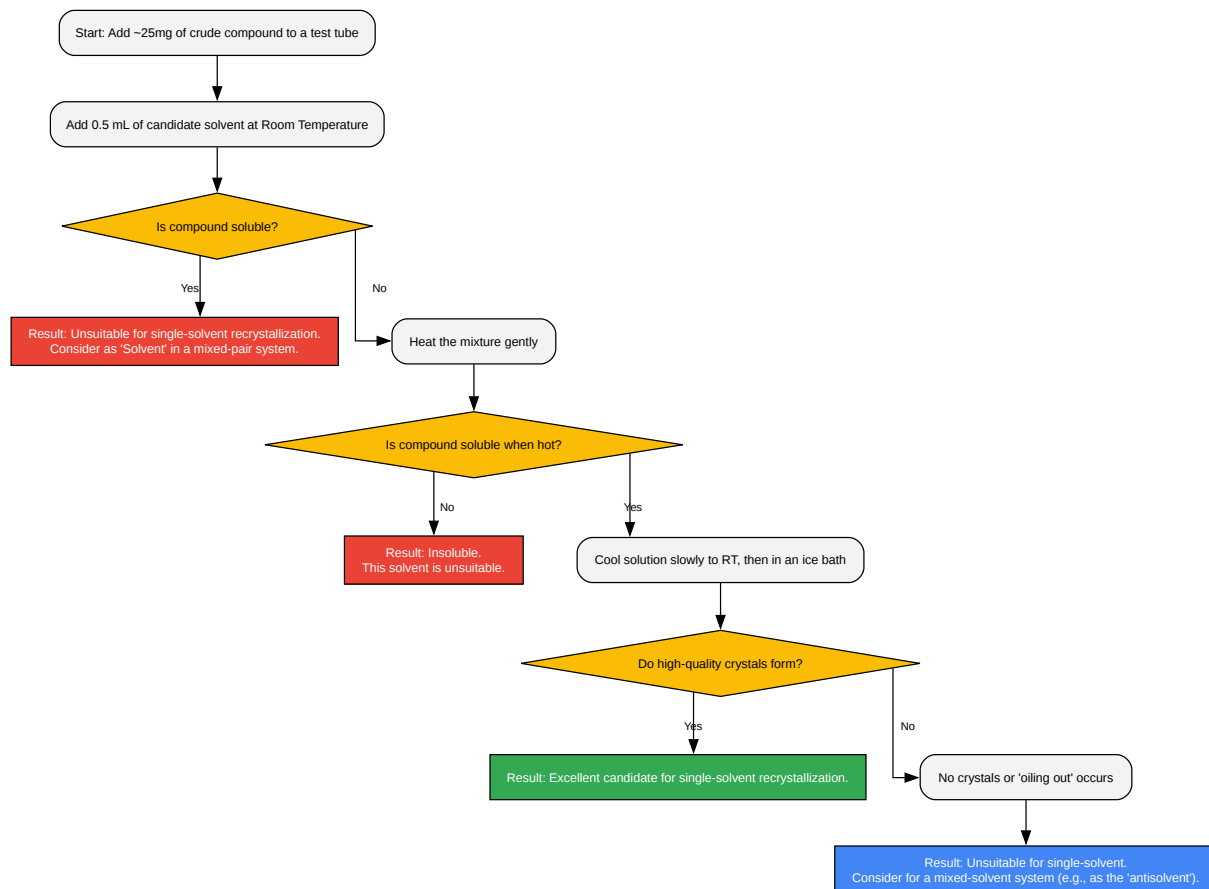 Start: Add ~25mg of crude compound to a test tube
Add 0.5 mL of candidate solvent at Room Temperature
Is compound soluble?
Yes
No
Result: Unsuitable for single-solvent recrystallization.
Consider as 'Solvent' in a mixed-pair system.
Heat the mixture gently
Is compound soluble when hot?
No
Yes
Result: Insoluble.
This solvent is unsuitable.
Cool solution slowly to RT, then in an ice bath
Do high-quality crystals form?
Yes
No
Result: Excellent candidate for single-solvent recrystallization.
No crystals or 'oiling out' occurs
Result: Unsuitable for single-solvent.
Consider for a mixed-solvent system (e.g., as the 'antisolvent').